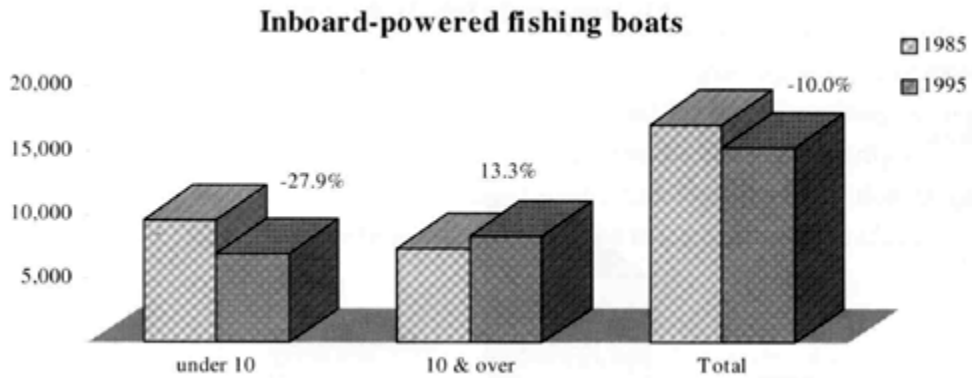 Inboard-powered fishing boats
1985
1995
20,000
15,000
10,000
5,000
-27.9%
13.3%
-10.0%
under 10
10 & over
Total